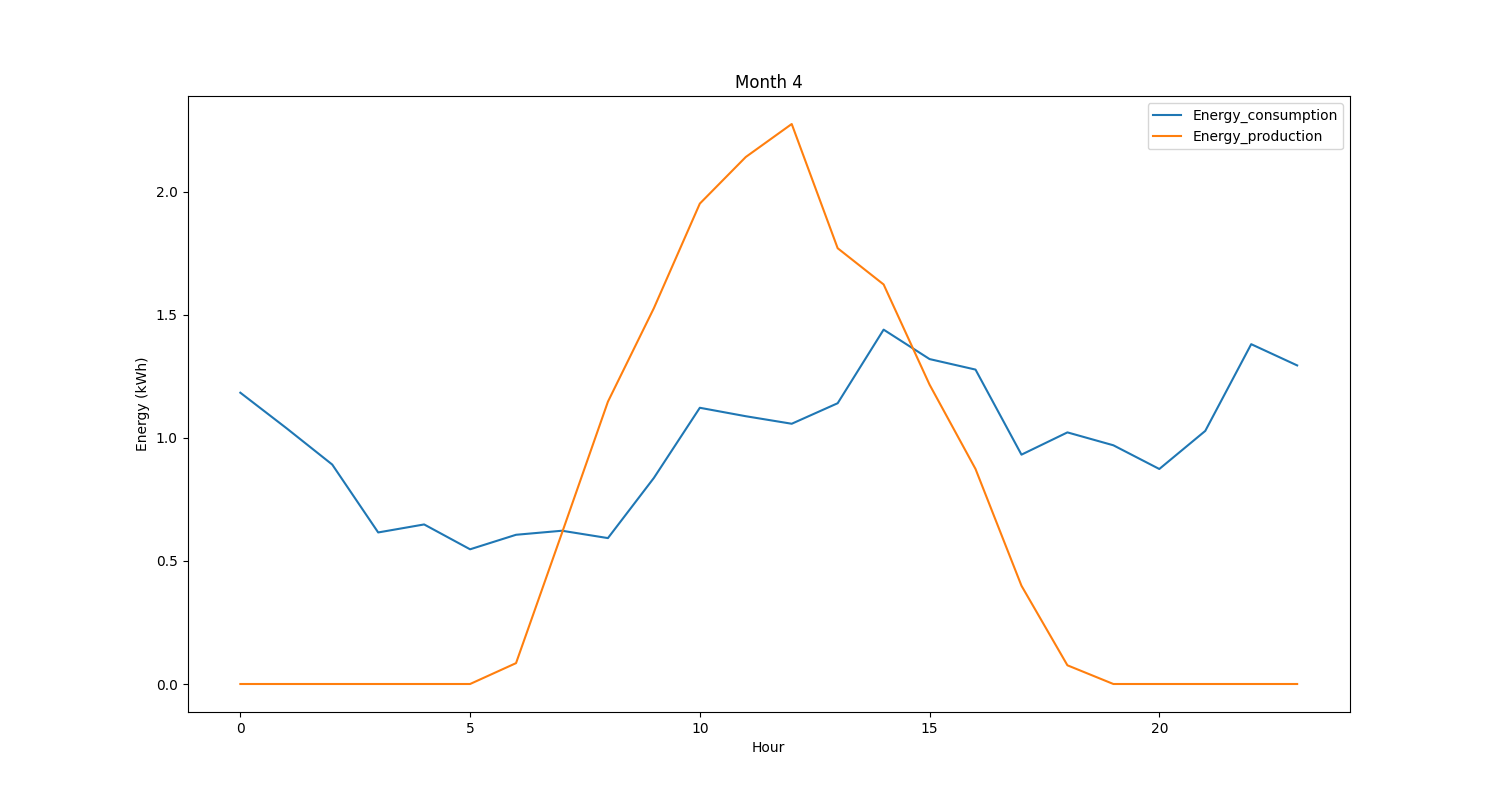 Month 4
Energy_consumption
Energy_production
Energy (kWh)
2.0
1.5
1.0
0.5
0.0
0 5 10 15 20
Hour